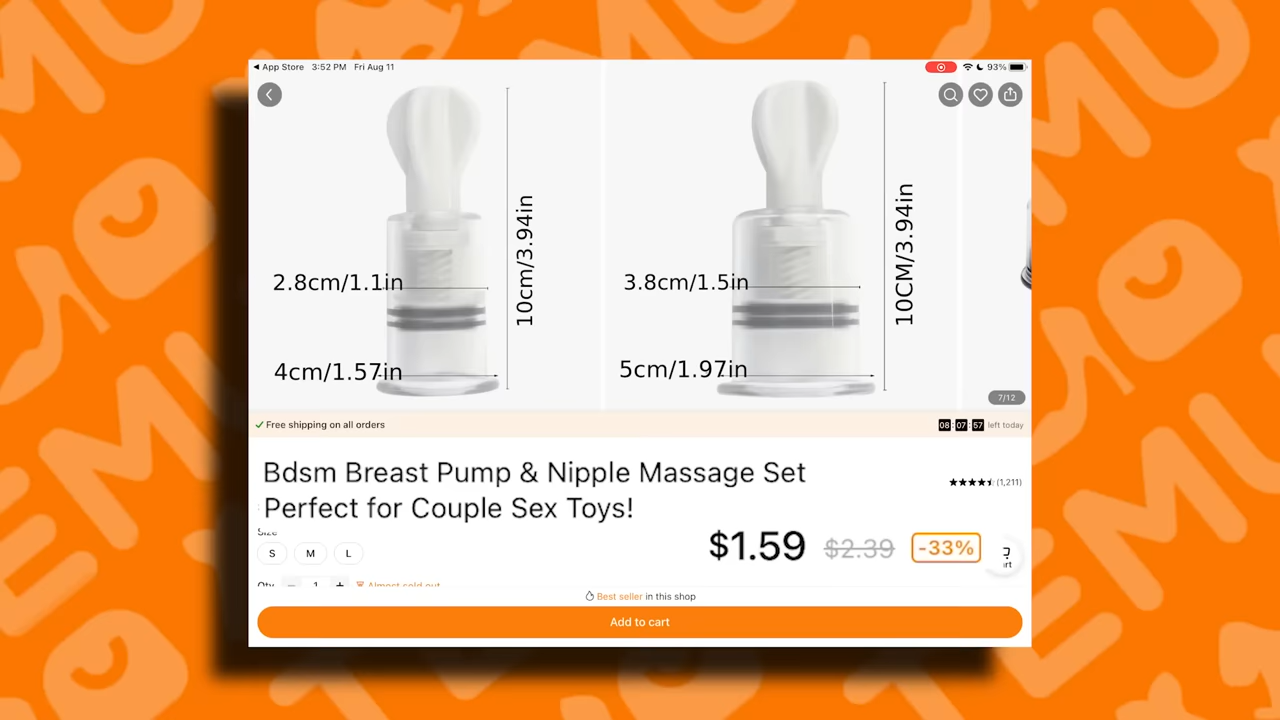 TEMU
App Store 3:52 PM Fri Aug 11
93%
2.8cm/1.1in
10cm/3.94in
4cm/1.57in
3.8cm/1.5in
10CM/3.94in
5cm/1.97in
7/12
Free shipping on all orders
08:07:57 left today
Bdsm Breast Pump & Nipple Massage Set
Perfect for Couple Sex Toys!
(1,211)
Size
$1.59 $2.39 -33%
S M L
Qty 1 Almost sold out
Best seller in this shop
Add to cart